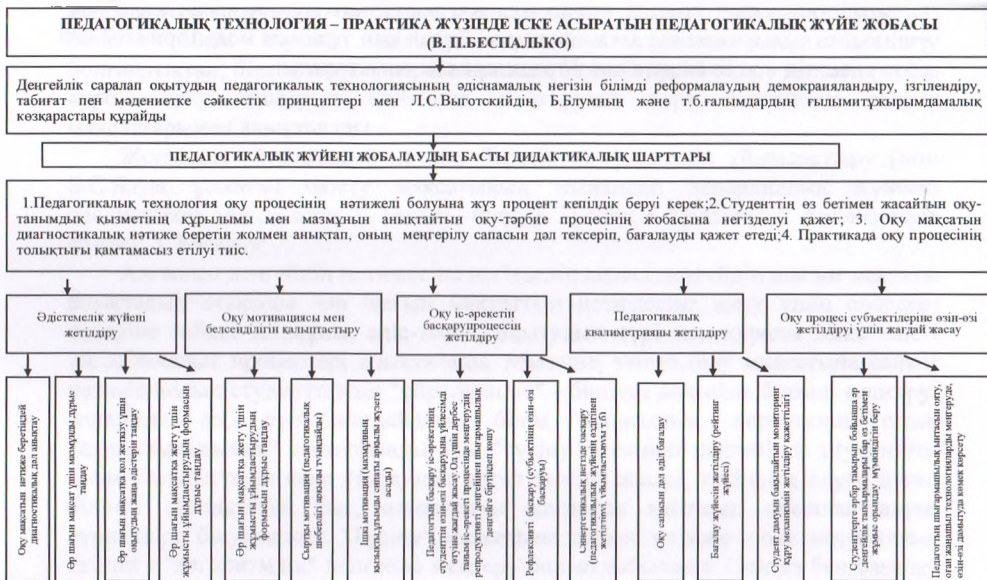 ПЕДАГОГИКАЛЫҚ ТЕХНОЛОГИЯ – ПРАКТИКА ЖҮЗІНДЕ ІСКЕ АСЫРАТЫН ПЕДАГОГИКАЛЫҚ ЖҮЙЕ ЖОБАСЫ
(В. П.БЕСПАЛЬКО)
Деңгейлік саралап оқытудың педагогикалық технологиясының әдіснамалық негізін білімді реформалаудың демокраияландыру, ізгілендіру,
табиғат пен мәдениетке сәйкестік принциптері мен Л.С.Выготскийдің, Б.Блумның және т.б.ғалымдардың ғылымитұжырымдамалық
көзқарастары құрайды
ПЕДАГОГИКАЛЫҚ ЖҮЙЕНІ ЖОБАЛАУДЫҢ БАСТЫ ДИДАКТИКАЛЫҚ ШАРТТАРЫ
1.Педагогикалық технология оқу процесінің нәтижелі болуына жүз процент кепілдік беруі керек;2.Студенттің өз бетімен жасайтын оқу-
танымдық қызметінің құрылымы мен мазмұнын анықтайтын оқу-тәрбие процесінің жобасына негізделуі қажет; 3. Оқу мақсатын
диагностикалық нәтиже беретін жолмен анықтап, оның меңгерілу сапасын дәл тексеріп, бағалауды қажет етеді;4. Практикада оқу процесінің
толықтығы қамтамасыз етілуі тиіс.
Әдістемелік жүйені
жетілдіру
Оқу мотивациясы мен
белсенділігін қалыптастыру
Оқу іс-әрекетін
басқарупроцессін
жетілдіру
Педагогикалық
квалиметрияны жетілдіру
Оқу процесі субъектілеріне өзін-өзі
жетілдіруі үшін жағдай жасау
Оқу мақсатын нәтиже беретіндей
диагностикалық дәл анықтау
Әр шағын мақсат үшін мазмұнды дұрыс
таңдау
Әр шағын мақсатқа қол жеткізу үшін
оқыту әдістерін таңдау
Әр шағын мақсатқа жету үшін
жұмысты ұйымдастырудың формасын
дұрыс таңдау
Әр шағын мақсатқа жету үшін
жұмысты ұйымдастырудың
формасын дұрыс таңдау
Сыртқы мотивация (педагогикалық
шеберлігі арқылы туындайды)
Ішкі мотивация (мазмұнның
қызықтығымды сипаты арқылы жүзеге
асады)
Педагогтың басқару іс-әрекетінің
студенттің өзін-өзі басқаруына үйлесімді
өтуіне жағдай жасау.Ол үшін дербес
таным іс-әрекеті процесінде меңгерудің
репродуктивті деңгейінен шығармашылық
деңгейге біртіндеп көшу
Рефлексивті басқару (субъектінің өзін-өзі
басқаруы)
Синергетикалық негізде басқару
(педагогикалық жүйенің өздігінен
жетілуі, ұйымдастырылуы т.б)
Оқу сапасын дәл әділ бағалау
Бағалау жүйесін жетілдіру (рейтинг
жүйесі)
Студент дамуын бақылайтын мониторинг
құру механизмін жетілдіру қажеттілігі
Студенттерге әрбір тақырып бойынша әр
деңгейлік тапсырмалары бар өз бетімен
жұмыс орындау мүмкіндігін беру
Педагогтың шығармашылық ынтасын ояту,
оған жаңашыл технологияларды меңгеруде,
өзін-өзі дамытуда көмек көрсету